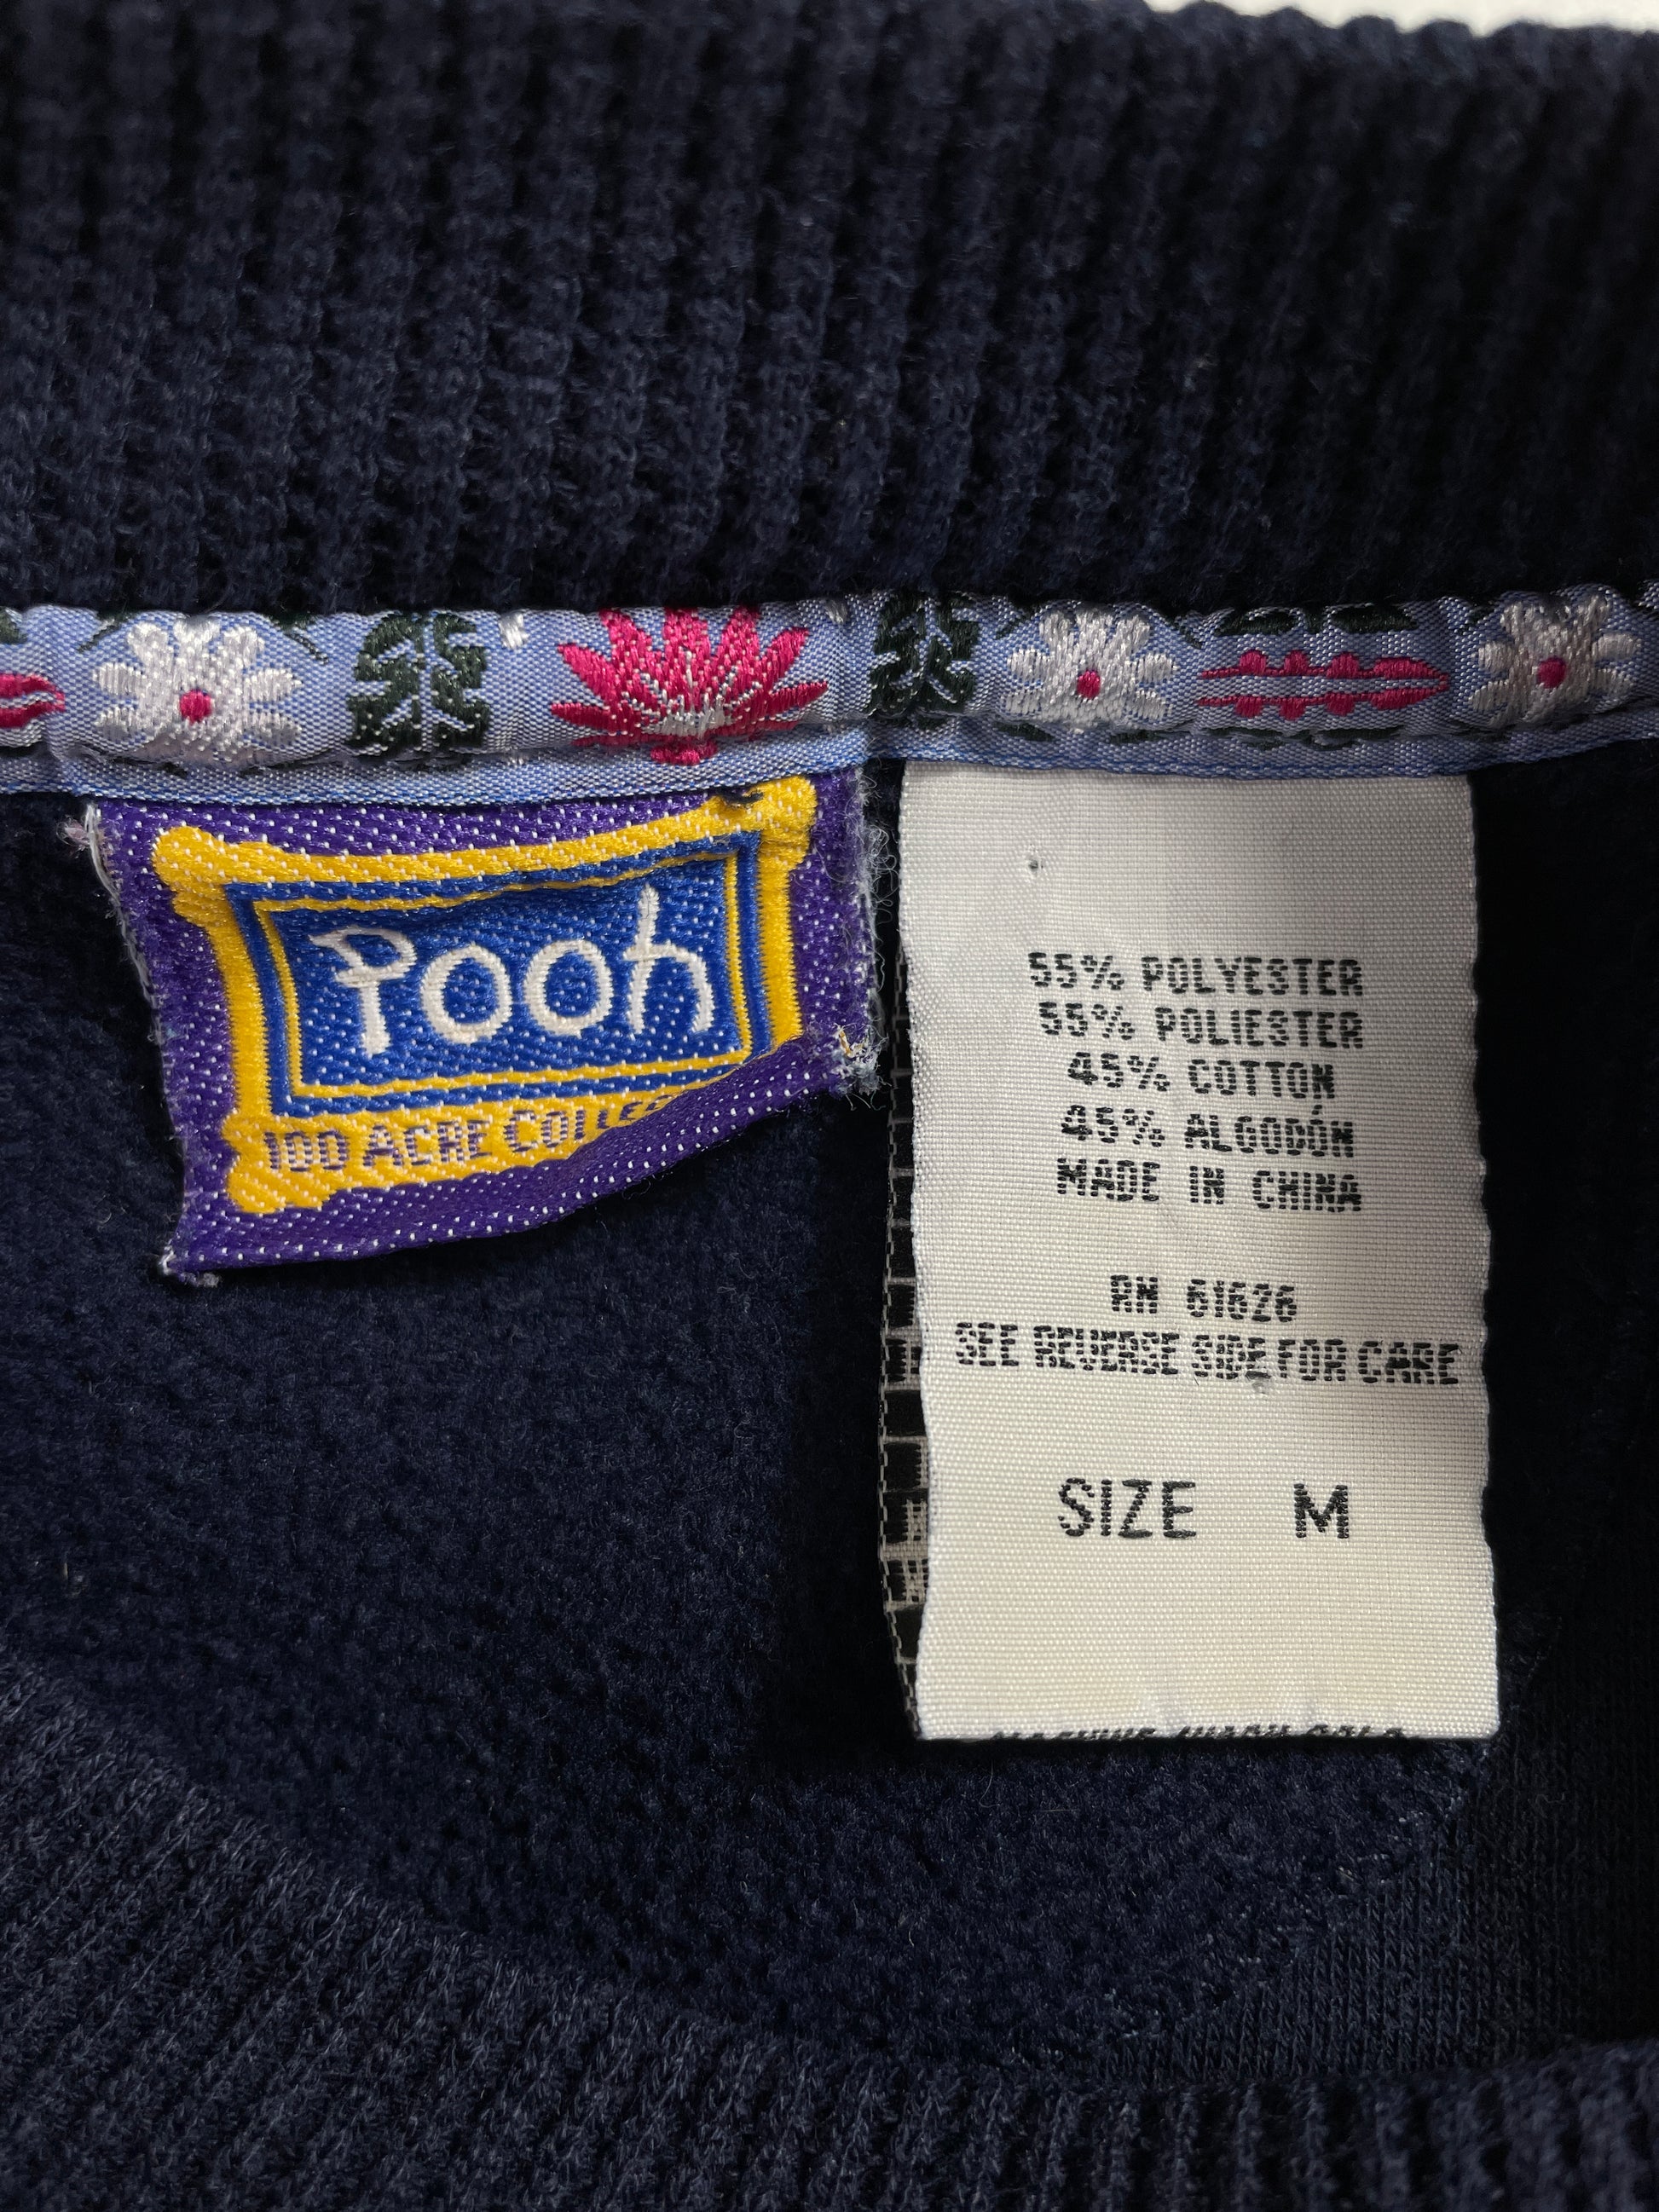 Pooh
100 ACRE COLLEC
55% POLYESTER
55% POLIESTER
45% COTTON
45% ALGODÓN
MADE IN CHINA
RN 61626
SEE REVERSE SIDE FOR CARE
SIZE M